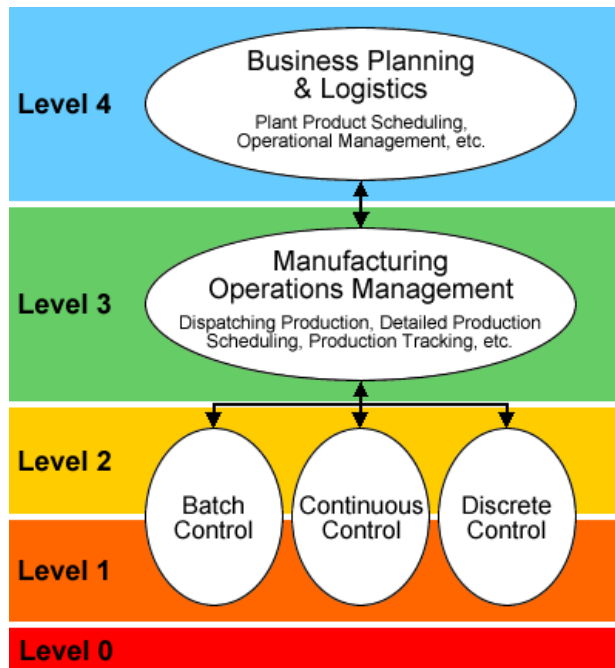 Level 4
Business Planning
& Logistics
Plant Product Scheduling,
Operational Management, etc.
Level 3
Manufacturing
Operations Management
Dispatching Production, Detailed Production
Scheduling, Production Tracking, etc.
Level 2
Batch
Control
Continuous
Control
Discrete
Control
Level 1
Level 0